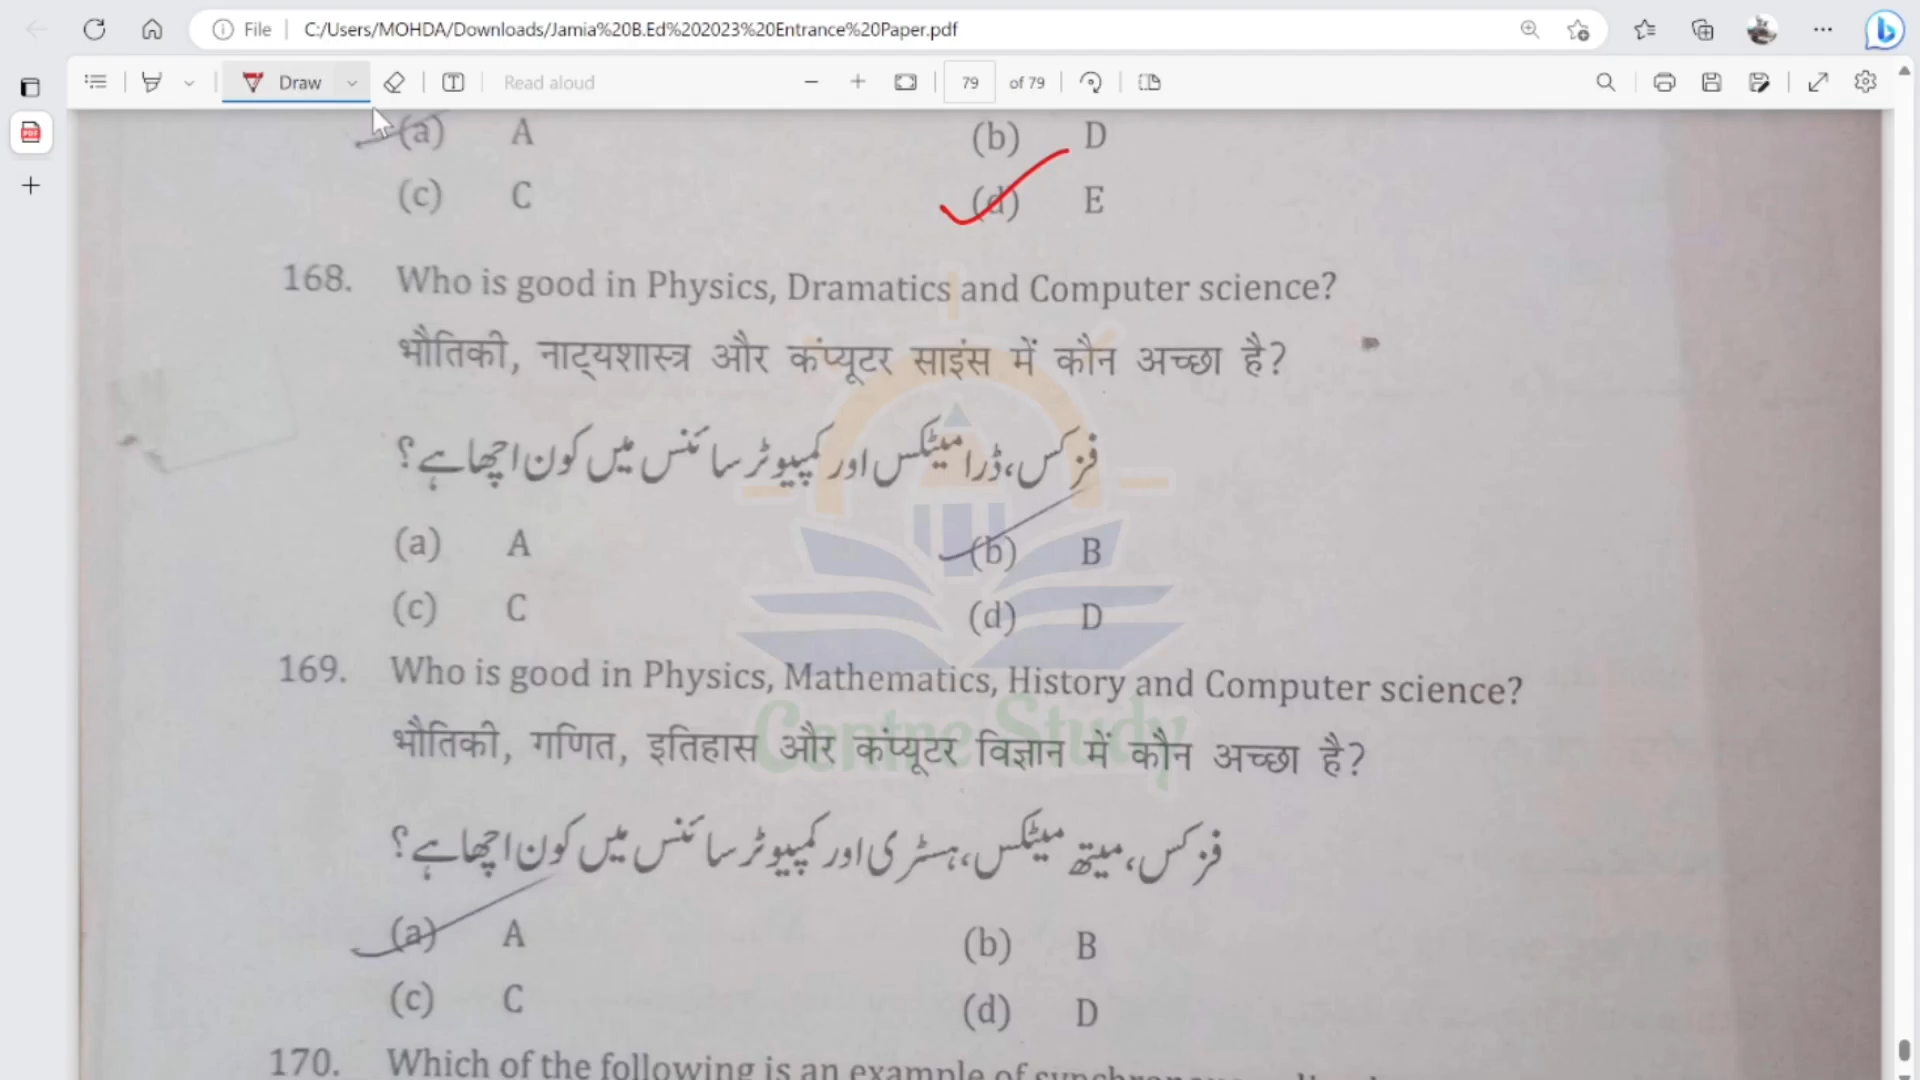 File C:/Users/MOHDA/Downloads/Jamia%20B.Ed%202023%20Entrance%20Paper.pdf
Draw Read aloud 79 of 79
(a) A (b) D
(c) C (d) E
168. Who is good in Physics, Dramatics and Computer science?
भौतिकी, नाट्यशास्त्र और कंप्यूटर साइंस में कौन अच्छा है?
فزکس، ڈرامیٹکس اور کمپیوٹر سائنس میں کون اچھا ہے؟
(a) A (b) B
(c) C (d) D
169. Who is good in Physics, Mathematics, History and Computer science?
Centre Study
भौतिकी, गणित, इतिहास और कंप्यूटर विज्ञान में कौन अच्छा है?
فزکس، میتھ میٹکس، ہسٹری اور کمپیوٹر سائنس میں کون اچھا ہے؟
(a) A (b) B
(c) C (d) D
170. Which of the following is an example of